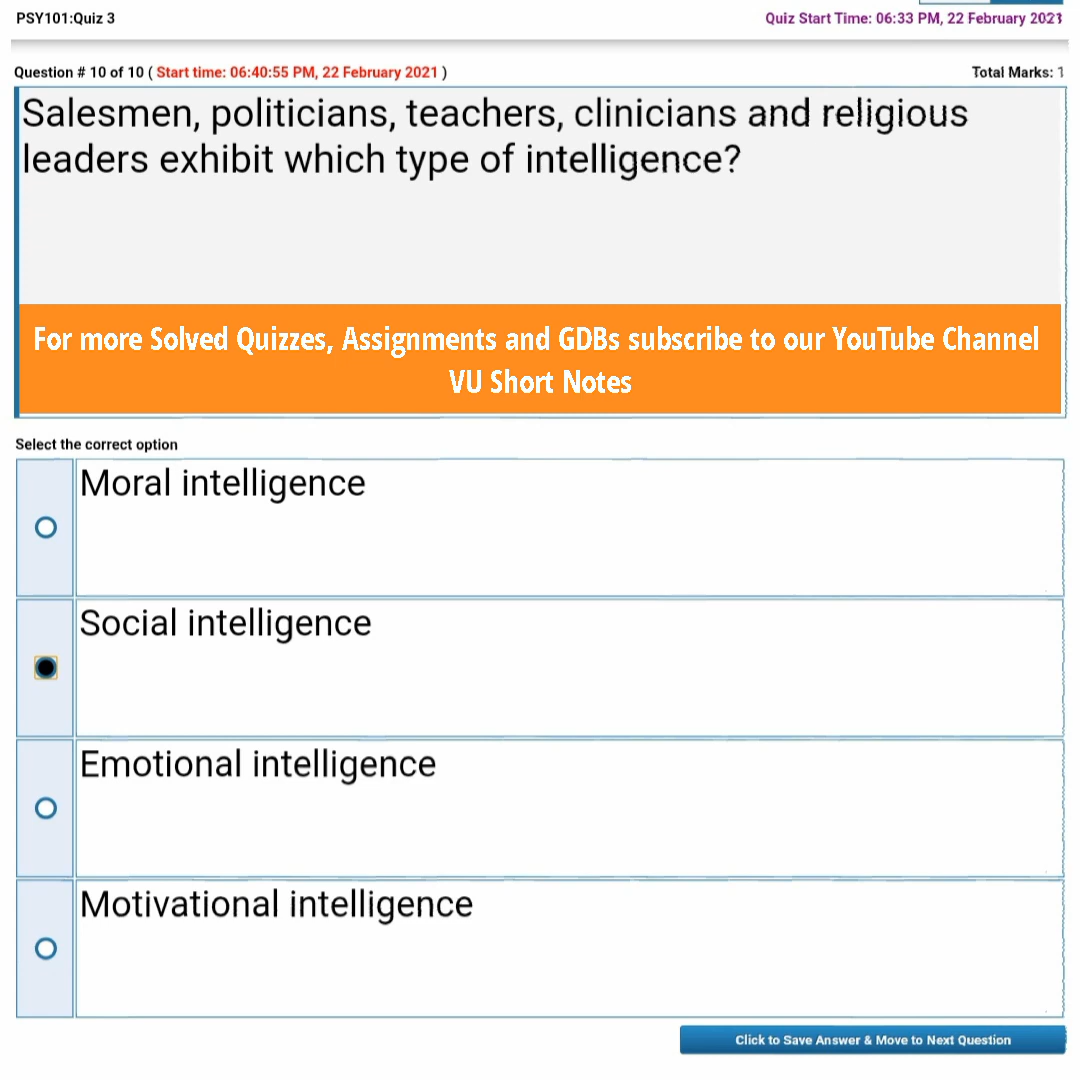 PSY101:Quiz 3
Quiz Start Time: 06:33 PM, 22 February 2021
Question # 10 of 10 ( Start time: 06:40:55 PM, 22 February 2021 )
Total Marks: 1
Salesmen, politicians, teachers, clinicians and religious
leaders exhibit which type of intelligence?
For more Solved Quizzes, Assignments and GDBs subscribe to our YouTube Channel
VU Short Notes
Select the correct option
Moral intelligence
Social intelligence
Emotional intelligence
Motivational intelligence
Click to Save Answer & Move to Next Question